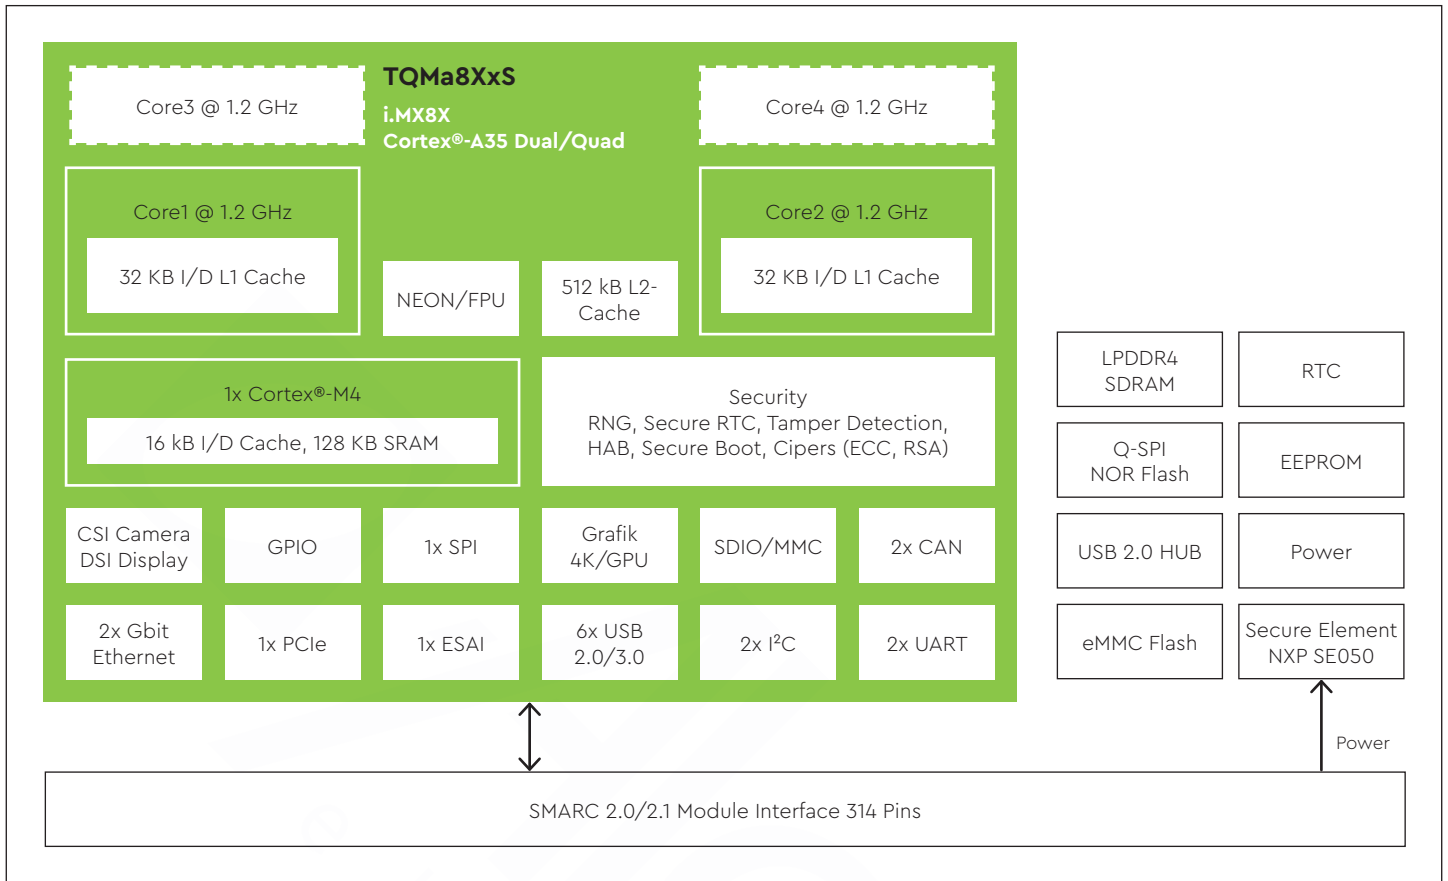 TQMa8XxS
i.MX8X
Cortex®-A35 Dual/Quad
Core3 @ 1.2 GHz
Core4 @ 1.2 GHz
Core1 @ 1.2 GHz
32 KB I/D L1 Cache
NEON/FPU
512 kB L2-
Cache
Core2 @ 1.2 GHz
32 KB I/D L1 Cache
1x Cortex®-M4
16 kB I/D Cache, 128 KB SRAM
Security
RNG, Secure RTC, Tamper Detection,
HAB, Secure Boot, Cipers (ECC, RSA)
CSI Camera
DSI Display
GPIO
1x SPI
Grafik
4K/GPU
SDIO/MMC
2x CAN
2x Gbit
Ethernet
1x PCIe
1x ESAI
6x USB
2.0/3.0
2x I²C
2x UART
LPDDR4
SDRAM
RTC
Q-SPI
NOR Flash
EEPROM
USB 2.0 HUB
Power
eMMC Flash
Secure Element
NXP SE050
Power
SMARC 2.0/2.1 Module Interface 314 Pins